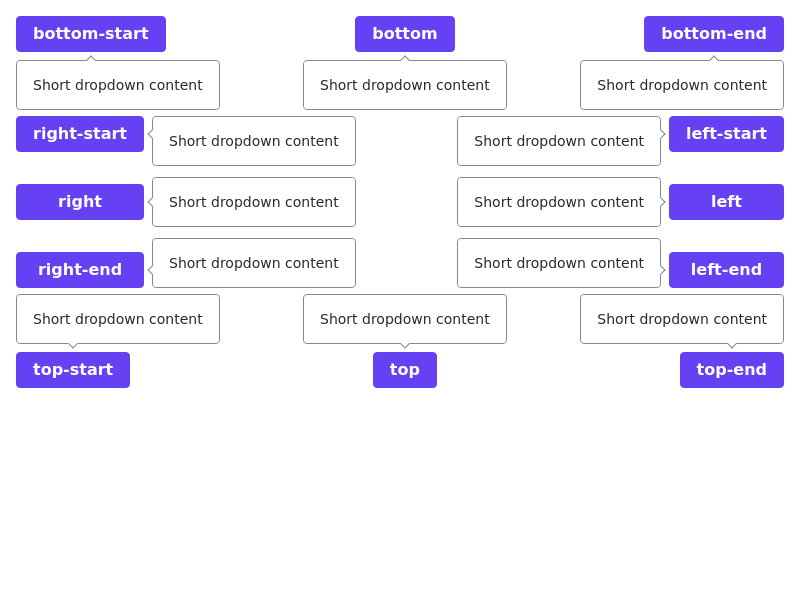 bottom-start bottom bottom-end
Short dropdown content Short dropdown content Short dropdown content
right-start Short dropdown content Short dropdown content left-start
right Short dropdown content Short dropdown content left
right-end Short dropdown content Short dropdown content left-end
Short dropdown content Short dropdown content Short dropdown content
top-start top top-end